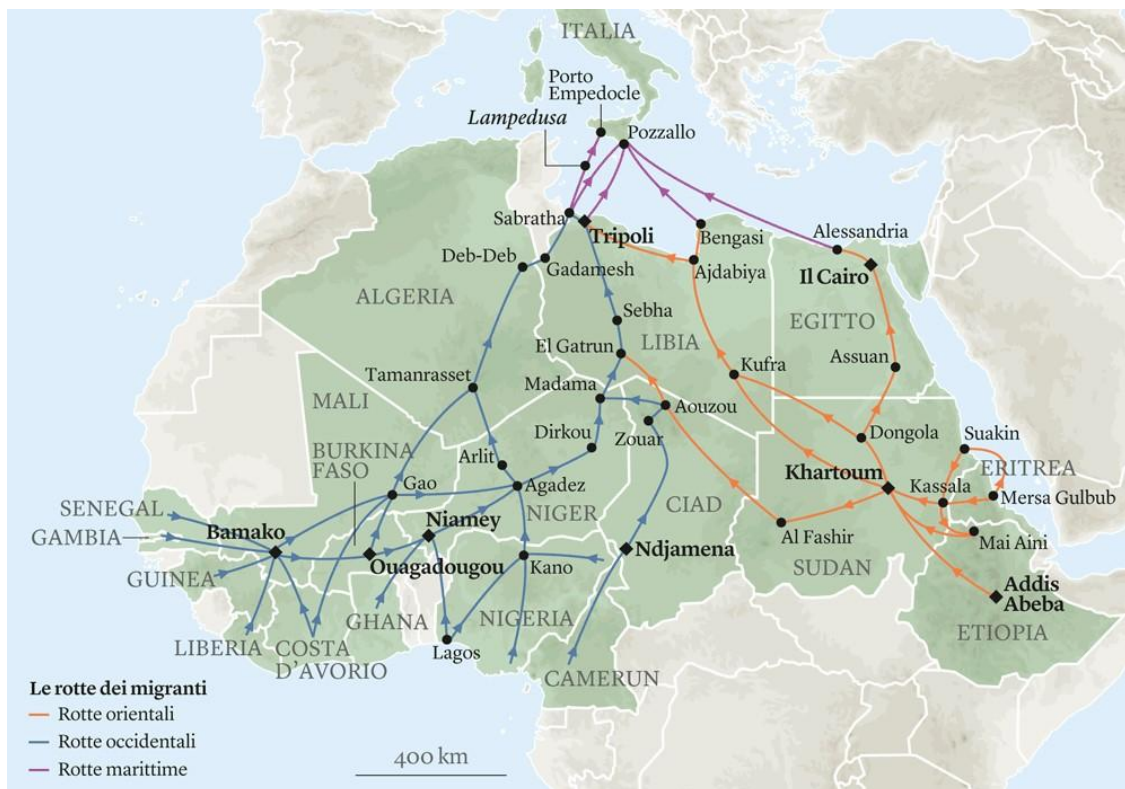 ITALIA
Porto
Empedocle
Lampedusa
Pozzallo
Sabratha
Tripoli
Bengasi
Alessandria
Deb-Deb
Gadamesh
Ajdabiya
Il Cairo
ALGERIA
Sebha
LIBIA
EGITTO
El Gatrun
Assuan
Tamanrasset
Madama
Kufra
MALI
Aouzou
Dirkou
Zouar
Dongola
Suakin
BURKINA
FASO
Arlit
Khartoum
Kassala
ERITREA
Gao
Agadez
CIAD
Mersa Gulbub
SENEGAL
NIGER
GAMBIA
Bamako
Niamey
Al Fashir
Mai Aini
Ndjamena
GUINEA
Ouagadougou
Kano
SUDAN
Addis
Abeba
GHANA
NIGERIA
LIBERIA
COSTA
D'AVORIO
Lagos
CAMERUN
ETIOPIA
Le rotte dei migranti
Rotte orientali
Rotte occidentali
Rotte marittime
400 km